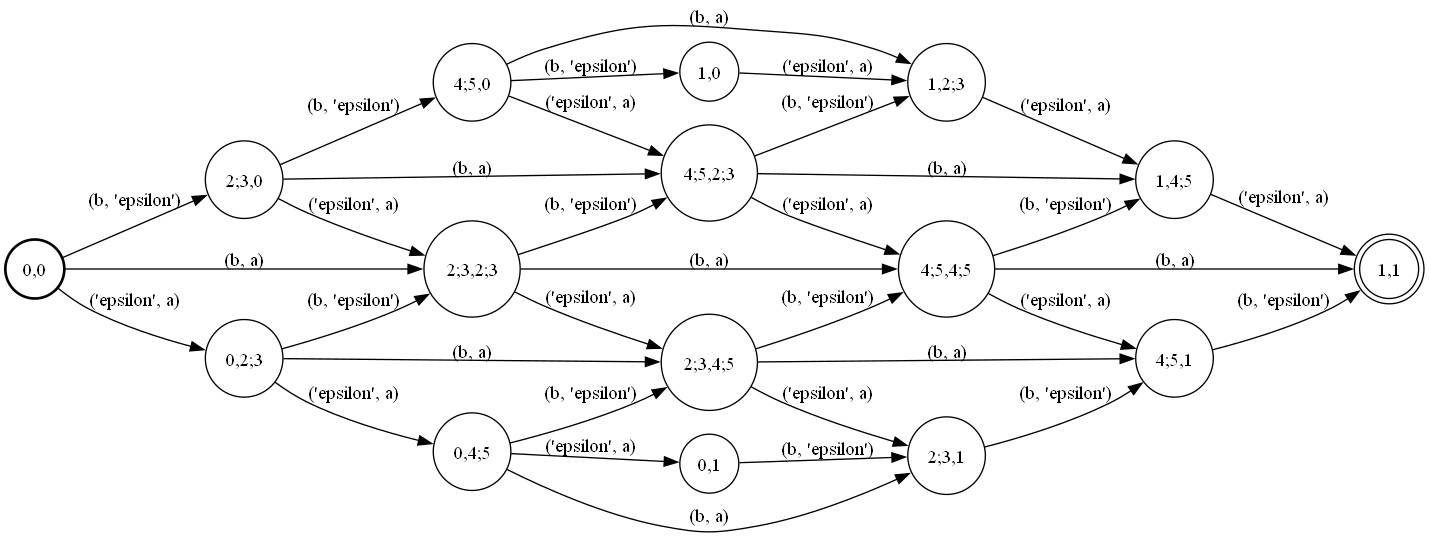 (b, a)
4;5,0
(b, 'epsilon')
1,0
('epsilon', a)
1,2;3
(b, 'epsilon')
('epsilon', a)
(b, 'epsilon')
('epsilon', a)
2;3,0
(b, a)
4;5,2;3
(b, a)
1,4;5
(b, 'epsilon')
('epsilon', a)
(b, 'epsilon')
('epsilon', a)
(b, 'epsilon')
('epsilon', a)
0,0
(b, a)
2;3,2;3
(b, a)
4;5,4;5
(b, a)
1,1
('epsilon', a)
(b, 'epsilon')
('epsilon', a)
(b, 'epsilon')
('epsilon', a)
(b, 'epsilon')
0,2;3
(b, a)
2;3,4;5
(b, a)
4;5,1
('epsilon', a)
(b, 'epsilon')
('epsilon', a)
(b, 'epsilon')
0,4;5
('epsilon', a)
0,1
(b, 'epsilon')
2;3,1
(b, a)